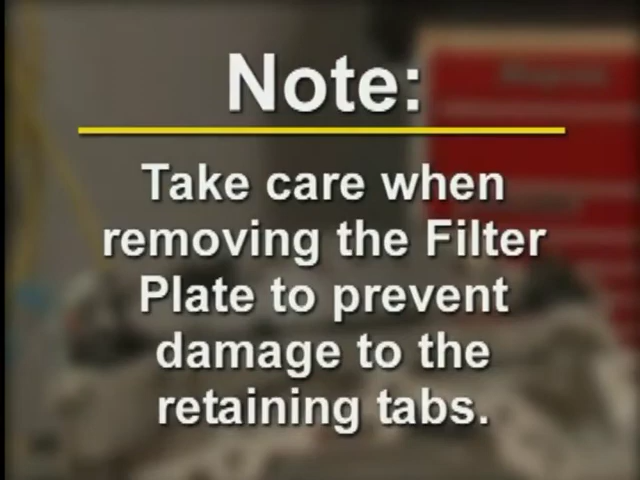 Note:
Take care when
removing the Filter
Plate to prevent
damage to the
retaining tabs.